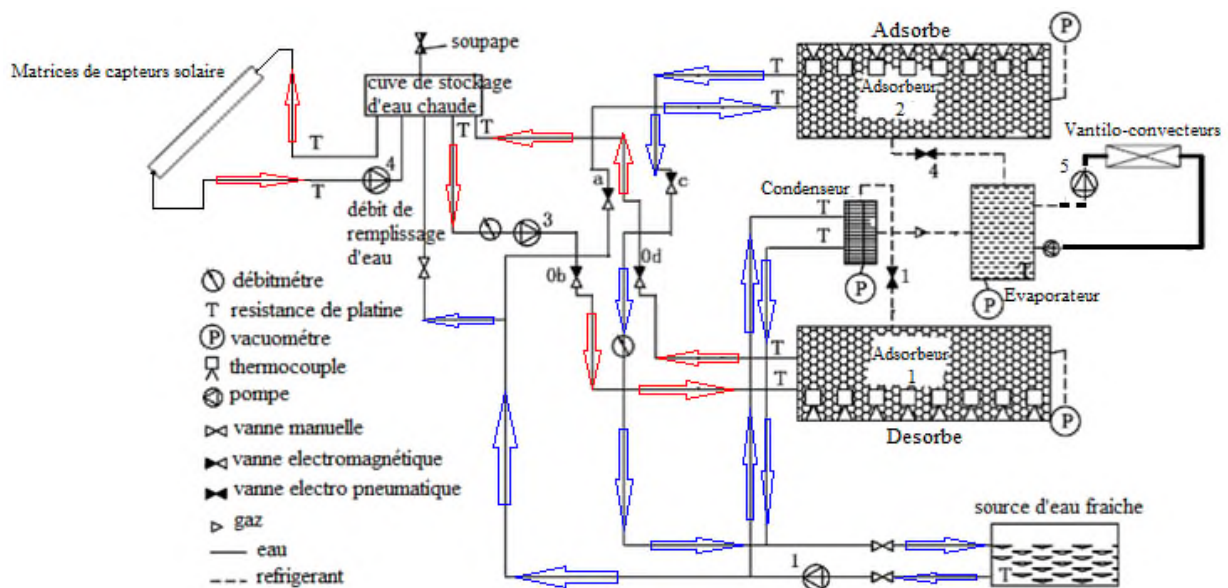 soupape
Matrices de capteurs solaire
cuve de stockage
d'eau chaude
T
T
T
T
4
débit de
remplissage
d'eau
3
a
c
0b
0d
Adsorbe
P
T
T
Adsorbeur
2
Vantilo-convecteurs
5
4
Condenseur
T
T
P
1
T
P
Evaporateur
T
T
Adsorbeur
1
P
Desorbe
débitmétre
T resistance de platine
P vacuométre
thermocouple
pompe
vanne manuelle
vanne electromagnétique
vanne electro pneumatique
gaz
eau
refrigerant
source d'eau fraiche
1
T